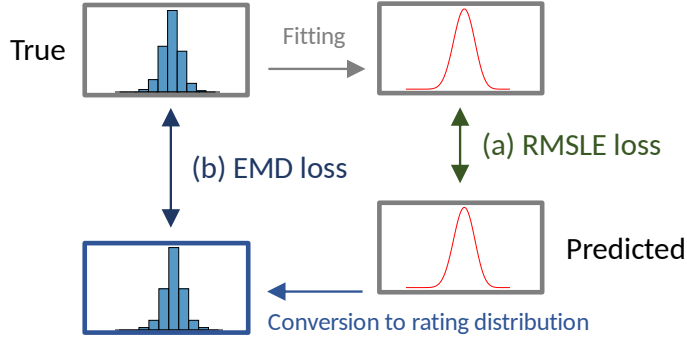 True
Fitting
(a) RMSLE loss
(b) EMD loss
Predicted
Conversion to rating distribution